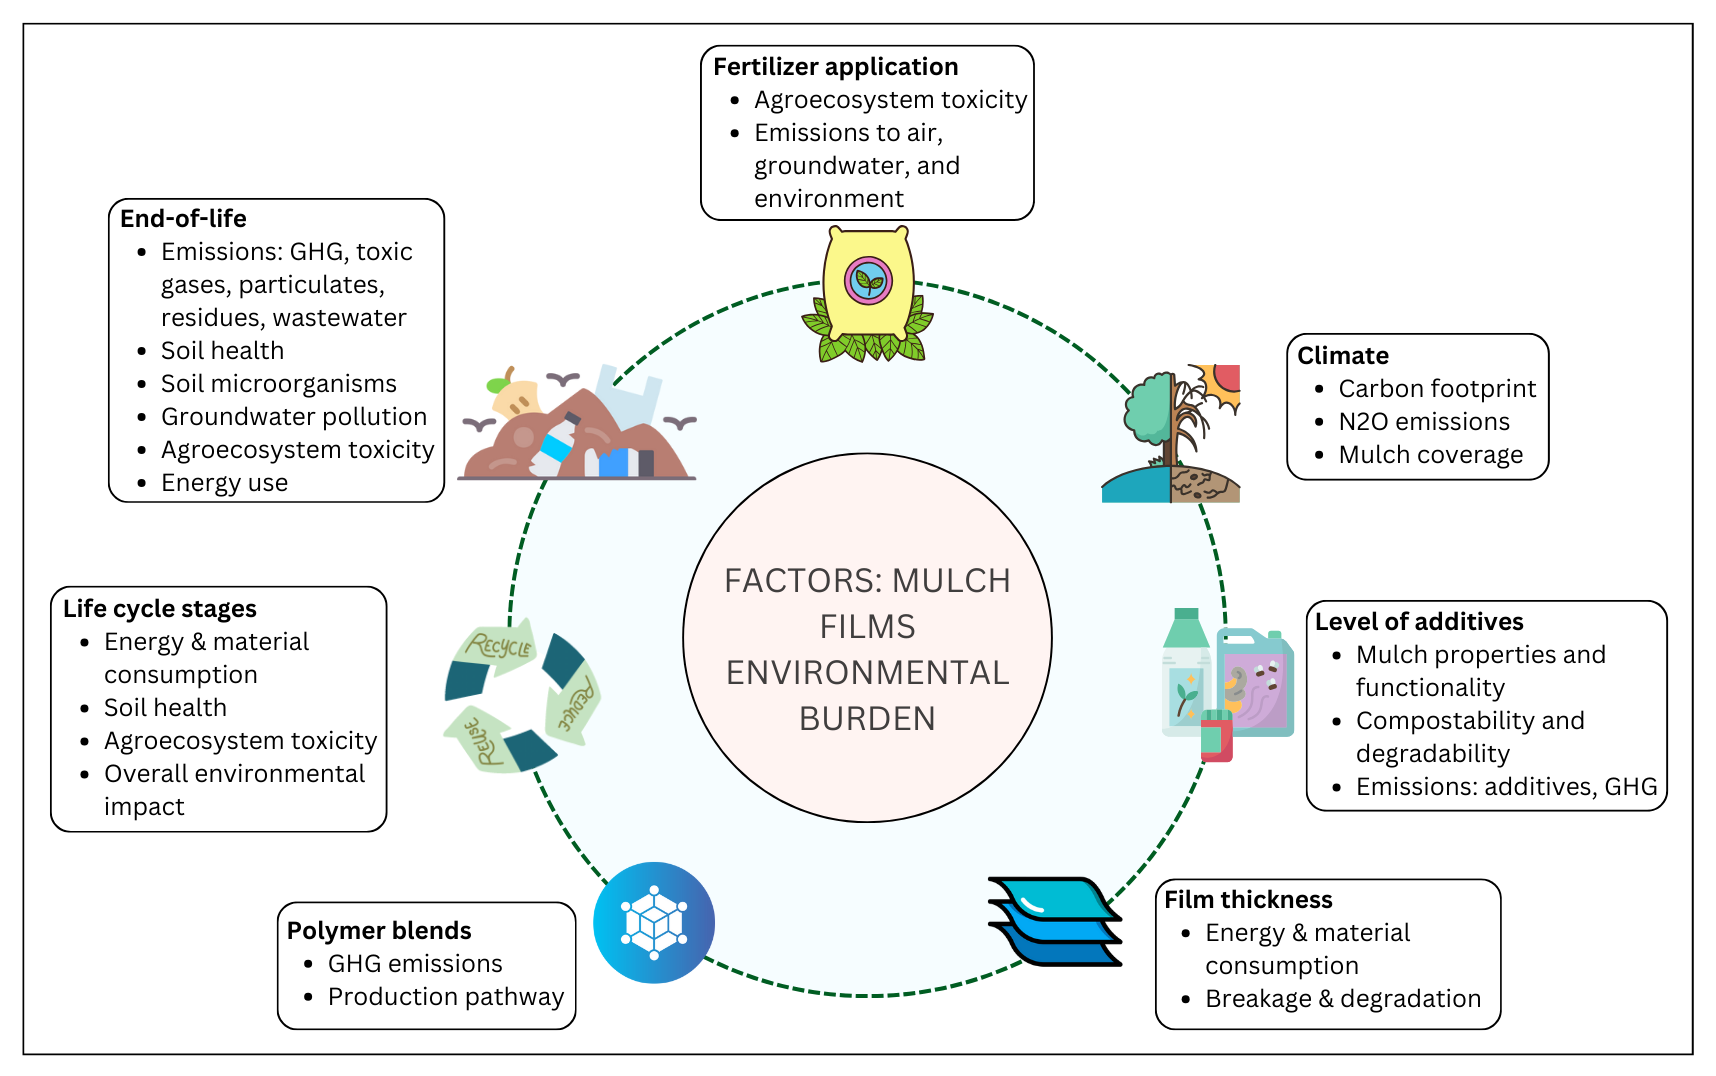 Fertilizer application
• Agroecosystem toxicity
• Emissions to air,
groundwater, and
environment
End-of-life
• Emissions: GHG, toxic
gases, particulates,
residues, wastewater
• Soil health
• Soil microorganisms
• Groundwater pollution
• Agroecosystem toxicity
• Energy use
Climate
• Carbon footprint
• N2O emissions
• Mulch coverage
FACTORS: MULCH
FILMS
ENVIRONMENTAL
BURDEN
Life cycle stages
• Energy & material
consumption
• Soil health
• Agroecosystem toxicity
• Overall environmental
impact
RECYCLE
REDUCE
REUSE
Level of additives
• Mulch properties and
functionality
• Compostability and
degradability
• Emissions: additives, GHG
Polymer blends
• GHG emissions
• Production pathway
Film thickness
• Energy & material
consumption
• Breakage & degradation